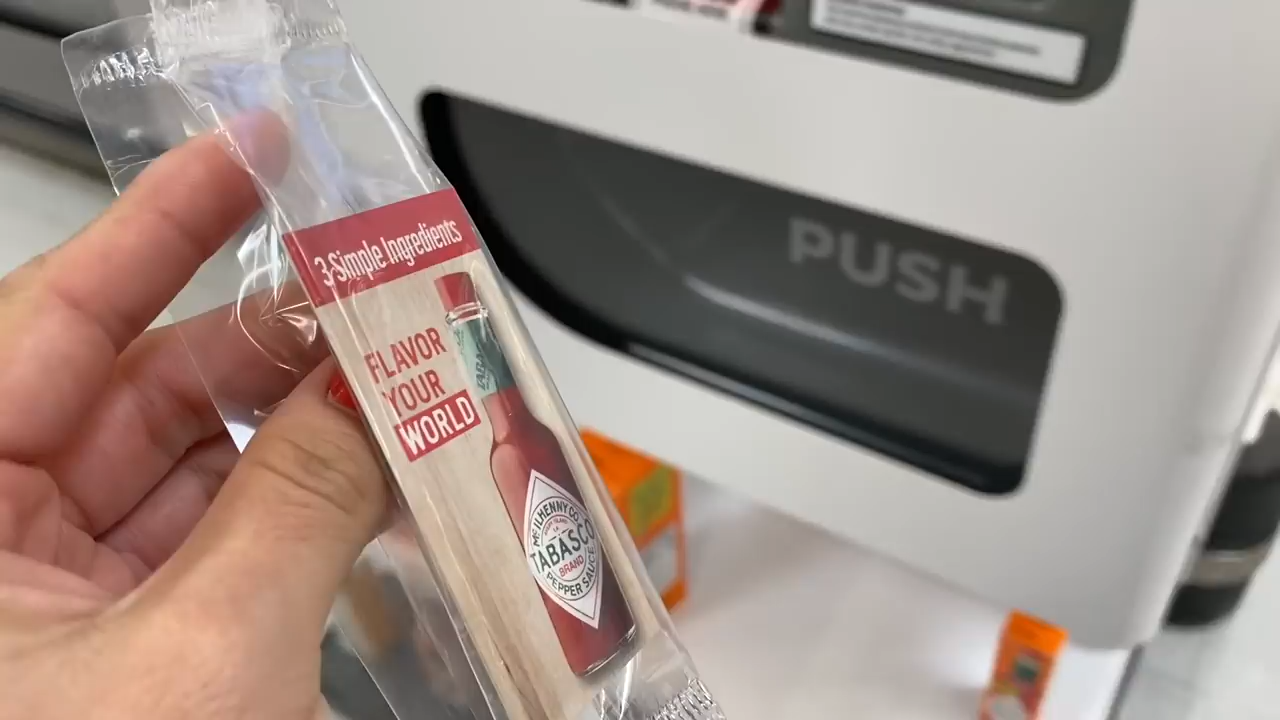 3 Simple Ingredients
FLAVOR
YOUR
WORLD
McILHENNY CO.
TABASCO
BRAND
PEPPER SAUCE
PUSH